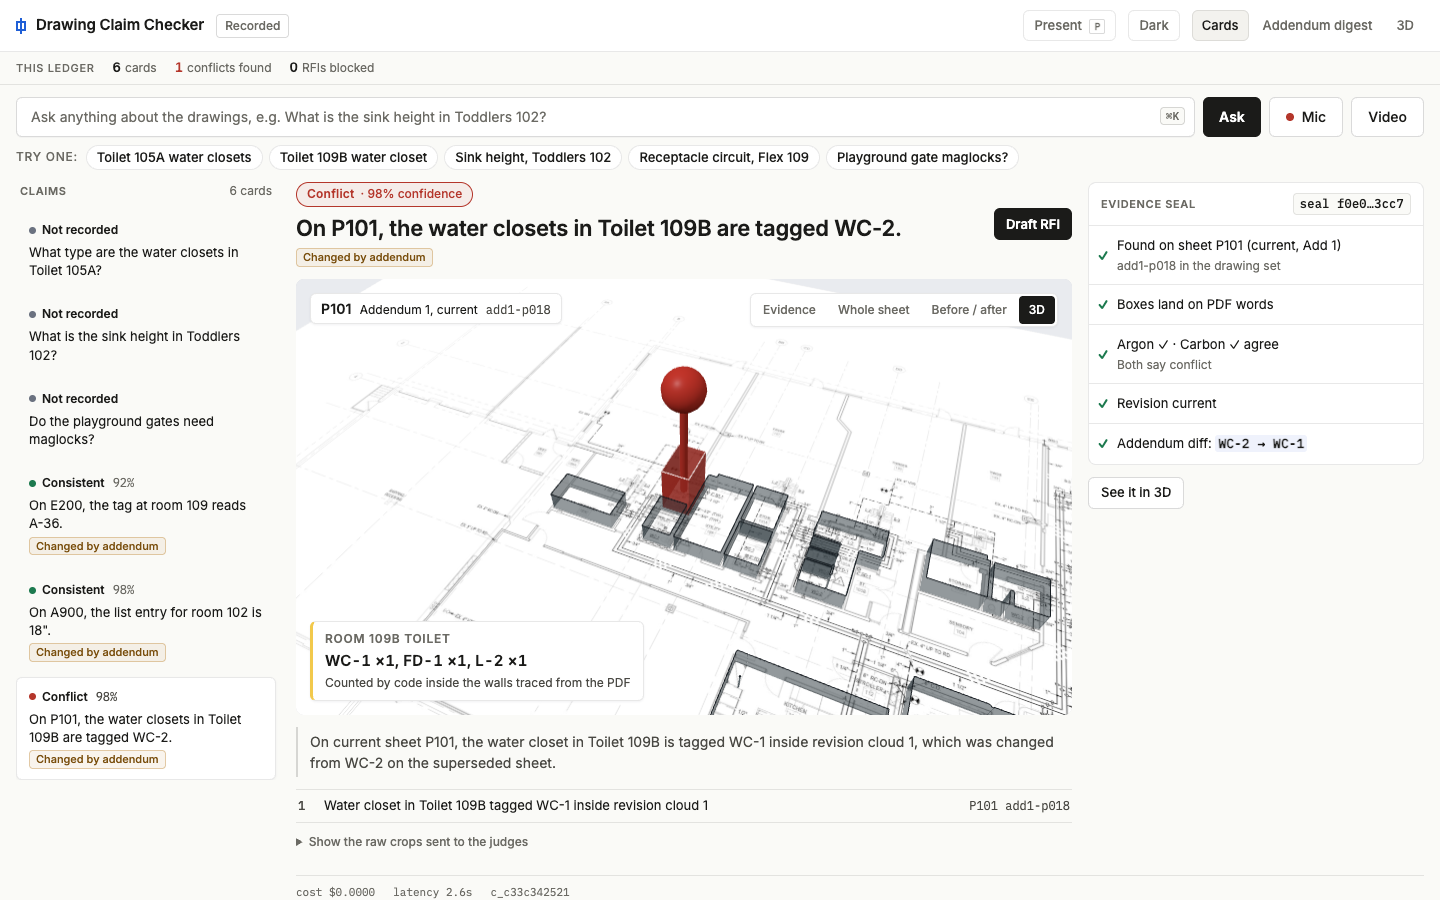 Drawing Claim Checker
Recorded
Present P
Dark
Cards
Addendum digest
3D
THIS LEDGER
6 cards
1 conflicts found
0 RFIs blocked
Ask anything about the drawings, e.g. What is the sink height in Toddlers 102?
⌘K
Ask
Mic
Video
TRY ONE:
Toilet 105A water closets
Toilet 109B water closet
Sink height, Toddlers 102
Receptacle circuit, Flex 109
Playground gate maglocks?
CLAIMS
6 cards
Not recorded
What type are the water closets in
Toilet 105A?
Not recorded
What is the sink height in Toddlers
102?
Not recorded
Do the playground gates need
maglocks?
Consistent 92%
On E200, the tag at room 109 reads
A-36.
Changed by addendum
Consistent 98%
On A900, the list entry for room 102 is
18".
Changed by addendum
Conflict 98%
On P101, the water closets in Toilet
109B are tagged WC-2.
Changed by addendum
Conflict · 98% confidence
On P101, the water closets in Toilet 109B are tagged WC-2.
Changed by addendum
Draft RFI
P101 Addendum 1, current add1-p018
Evidence
Whole sheet
Before / after
3D
ROOM 109B TOILET
WC-1 ×1, FD-1 ×1, L-2 ×1
Counted by code inside the walls traced from the PDF
On current sheet P101, the water closet in Toilet 109B is tagged WC-1 inside revision cloud 1, which was changed
from WC-2 on the superseded sheet.
1 Water closet in Toilet 109B tagged WC-1 inside revision cloud 1
P101 add1-p018
Show the raw crops sent to the judges
cost $0.0000 latency 2.6s c_c33c342521
EVIDENCE SEAL
seal f0e0…3cc7
Found on sheet P101 (current, Add 1)
add1-p018 in the drawing set
Boxes land on PDF words
Argon ✓ · Carbon ✓ agree
Both say conflict
Revision current
Addendum diff: WC-2 → WC-1
See it in 3D